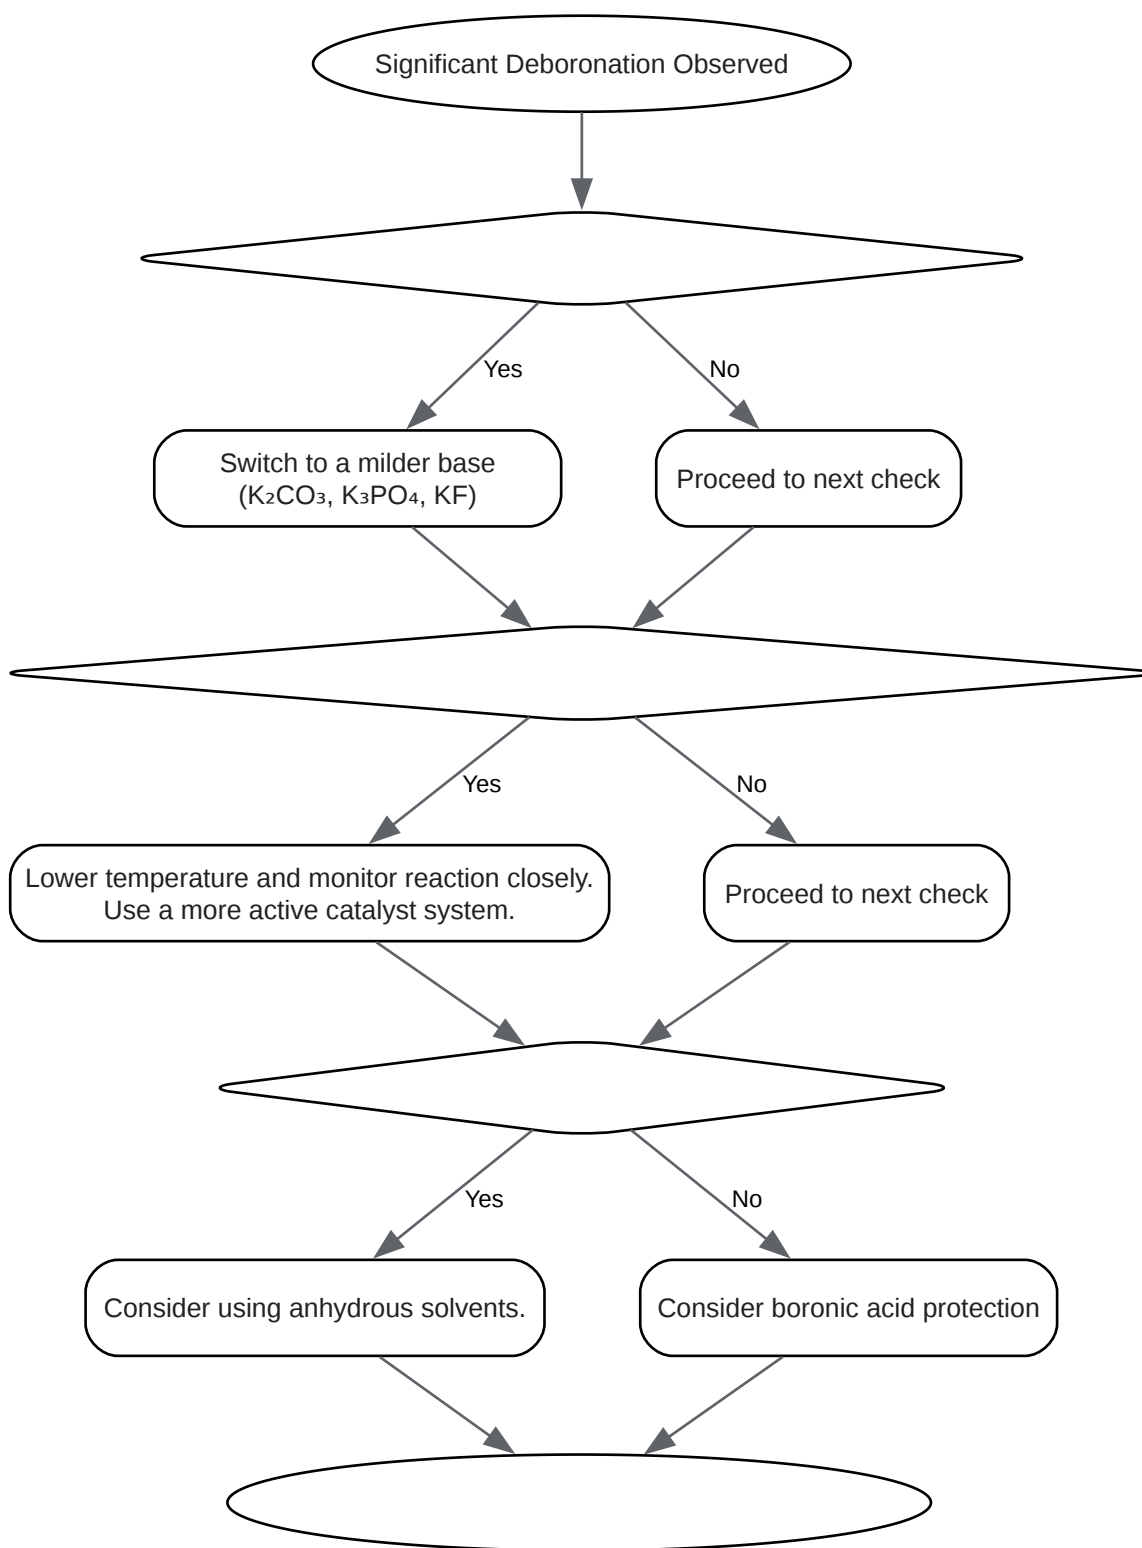 Significant Deboronation Observed
Yes
No
Switch to a milder base
(K₂CO₃, K₃PO₄, KF)
Proceed to next check
Yes
No
Lower temperature and monitor reaction closely.
Use a more active catalyst system.
Proceed to next check
Yes
No
Consider using anhydrous solvents.
Consider boronic acid protection